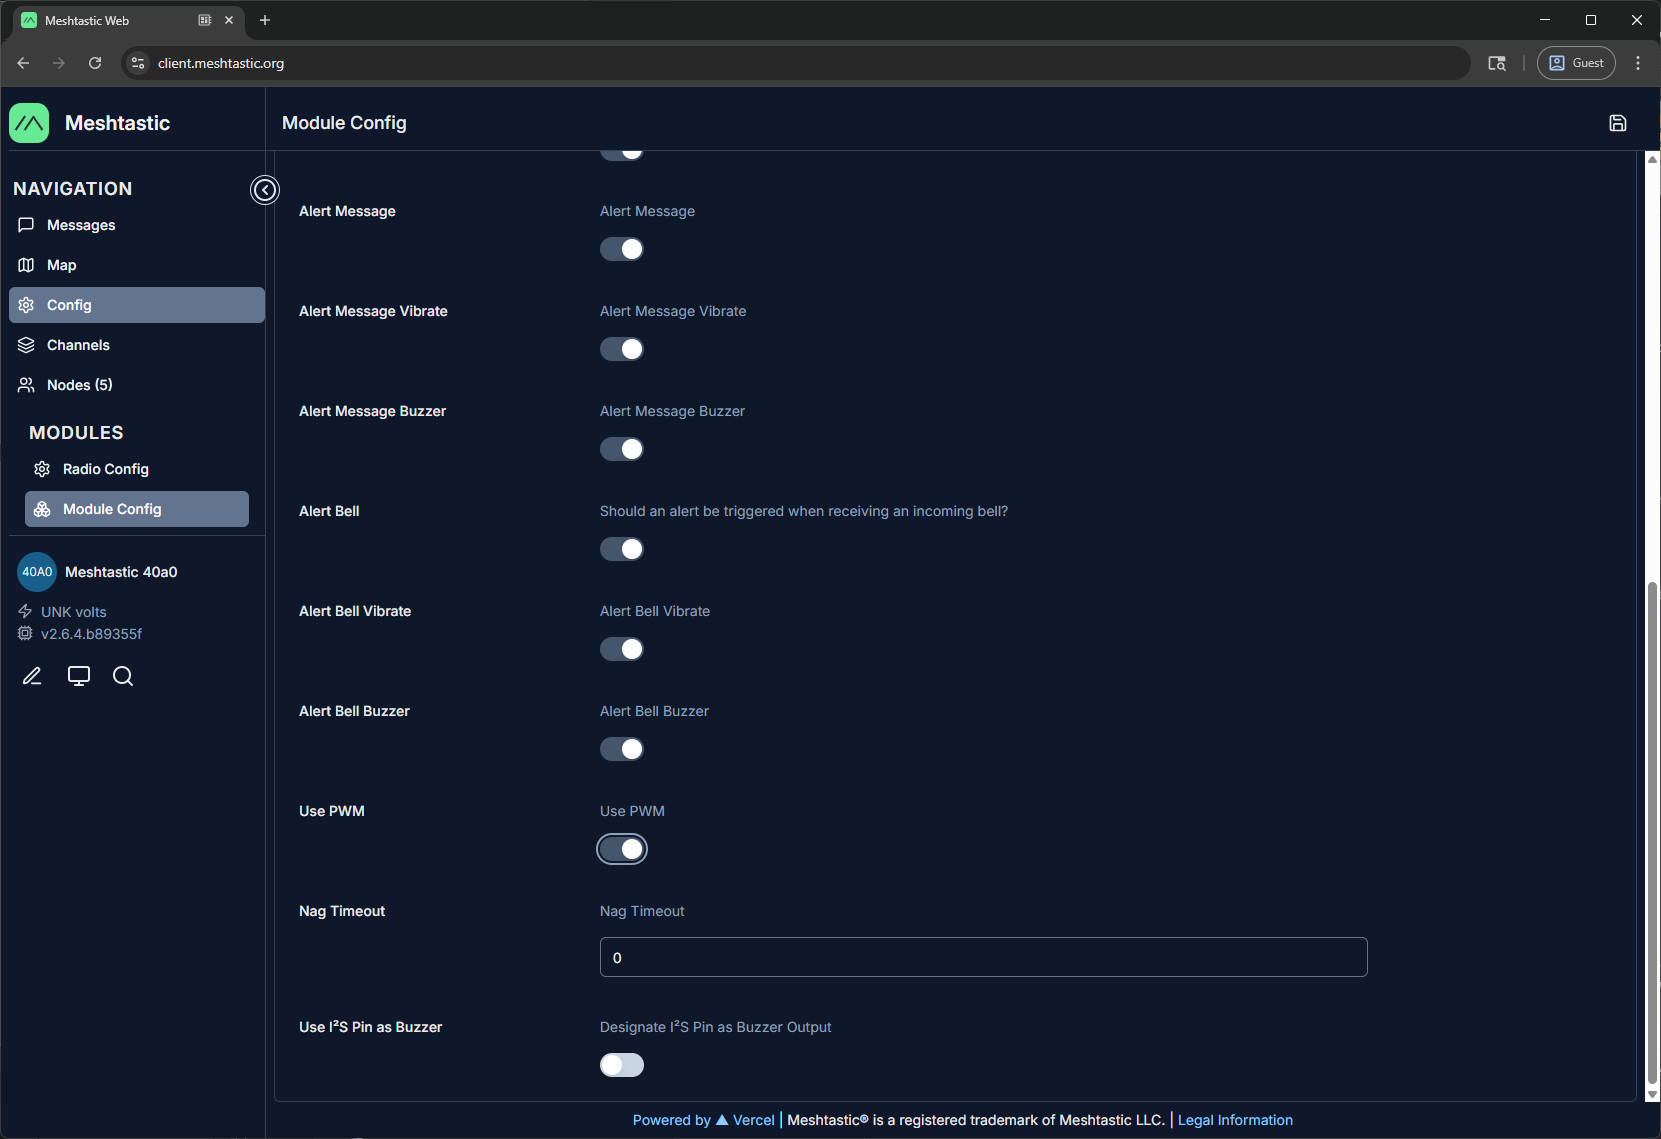 Meshtastic Web
client.meshtastic.org
Guest
Meshtastic
Module Config
NAVIGATION
Messages
Map
Config
Channels
Nodes (5)
MODULES
Radio Config
Module Config
40A0
Meshtastic 40a0
UNK volts
v2.6.4.b89355f
Alert Message
Alert Message
Alert Message Vibrate
Alert Message Vibrate
Alert Message Buzzer
Alert Message Buzzer
Alert Bell
Should an alert be triggered when receiving an incoming bell?
Alert Bell Vibrate
Alert Bell Vibrate
Alert Bell Buzzer
Alert Bell Buzzer
Use PWM
Use PWM
Nag Timeout
Nag Timeout
0
Use I²S Pin as Buzzer
Designate I²S Pin as Buzzer Output
Powered by ▲ Vercel | Meshtastic® is a registered trademark of Meshtastic LLC. | Legal Information